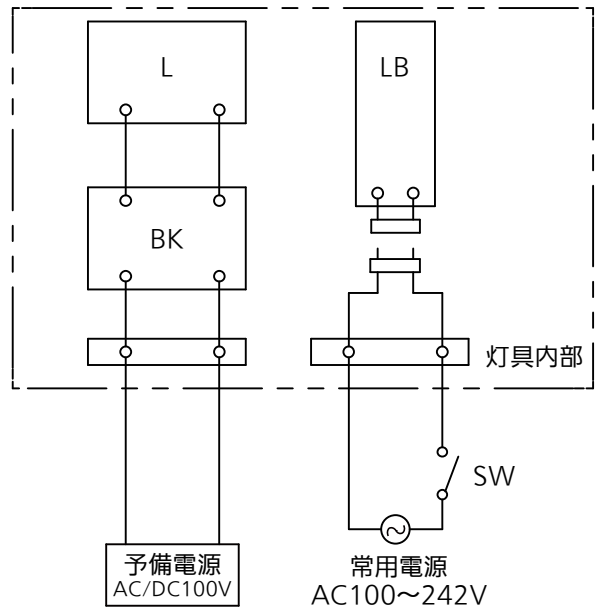 L
LB
BK
灯具内部
SW
予備電源
AC/DC100V
常用電源
AC100〜242V